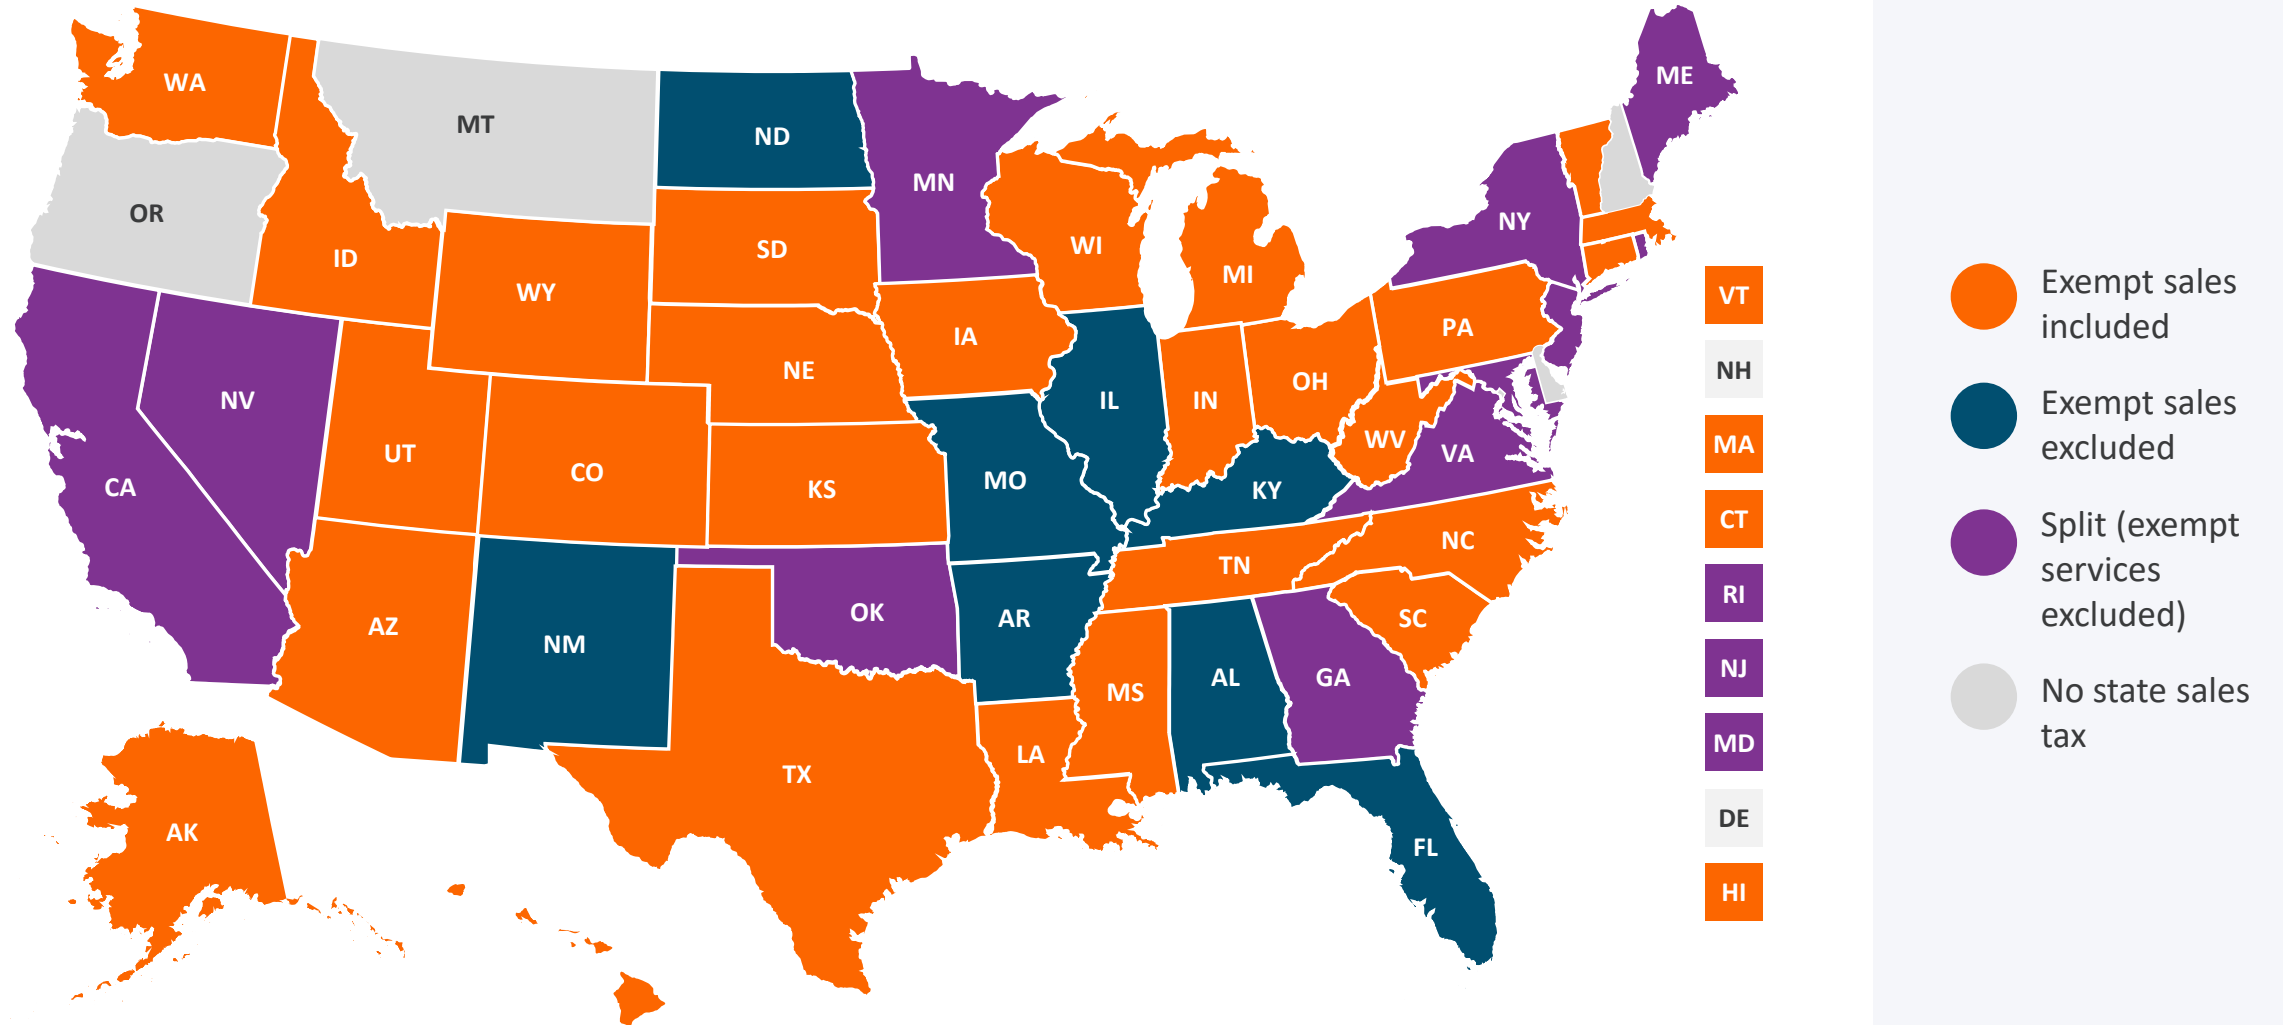 WA
MT
ND
MN
ME
OR
ID
WY
SD
WI
MI
NY
NV
CA
UT
CO
NE
KS
IA
MO
IL
IN
OH
PA
WV
VA
KY
AZ
NM
OK
AR
TN
NC
SC
TX
LA
MS
AL
GA
FL
AK
VT
NH
MA
CT
RI
NJ
MD
DE
HI
Exempt sales
included
Exempt sales
excluded
Split (exempt
services
excluded)
No state sales
tax